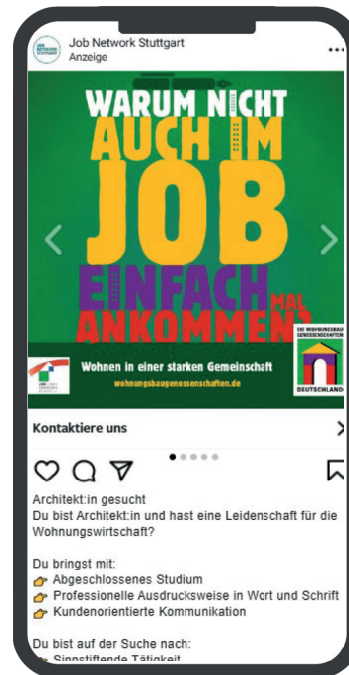 Job Network Stuttgart
Anzeige
WARUM NICHT
AUCH IM
JOB
EINFACH
MAL
ANKOMMEN?
DIE WOHNUNGSBAU
GENOSSENSCHAFTEN
DEUTSCHLAND
Wohnen in einer starken Gemeinschaft
wohnungsbaugenossenschaften.de
Kontaktiere uns
Architekt:in gesucht
Du bist Architekt:in und hast eine Leidenschaft für die
Wohnungswirtschaft?
Du bringst mit:
Abgeschlossenes Studium
Professionelle Ausdrucksweise in Wort und Schrift
Kundenorientierte Kommunikation
Du bist auf der Suche nach:
Sinnstiftende Tätigkeit